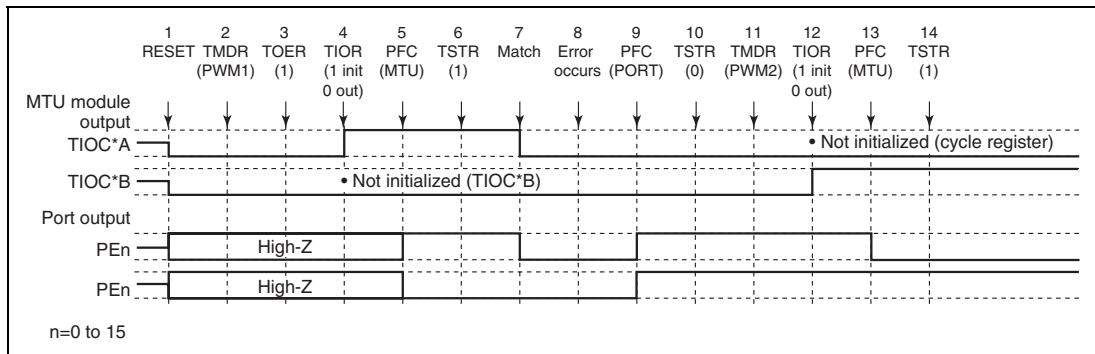 1 2 3 4 5 6 7 8 9 10 11 12 13 14
RESET TMDR TOER TIOR PFC TSTR Match Error PFC TSTR TMDR TIOR PFC TSTR
(PWM1) (1) (1 init (MTU) (1) occurs (PORT) (0) (PWM2) (1 init (MTU) (1)
0 out) 0 out)
MTU module
output
TIOC*A
• Not initialized (cycle register)
TIOC*B
• Not initialized (TIOC*B)
Port output
PEn
High-Z
PEn
High-Z
n=0 to 15